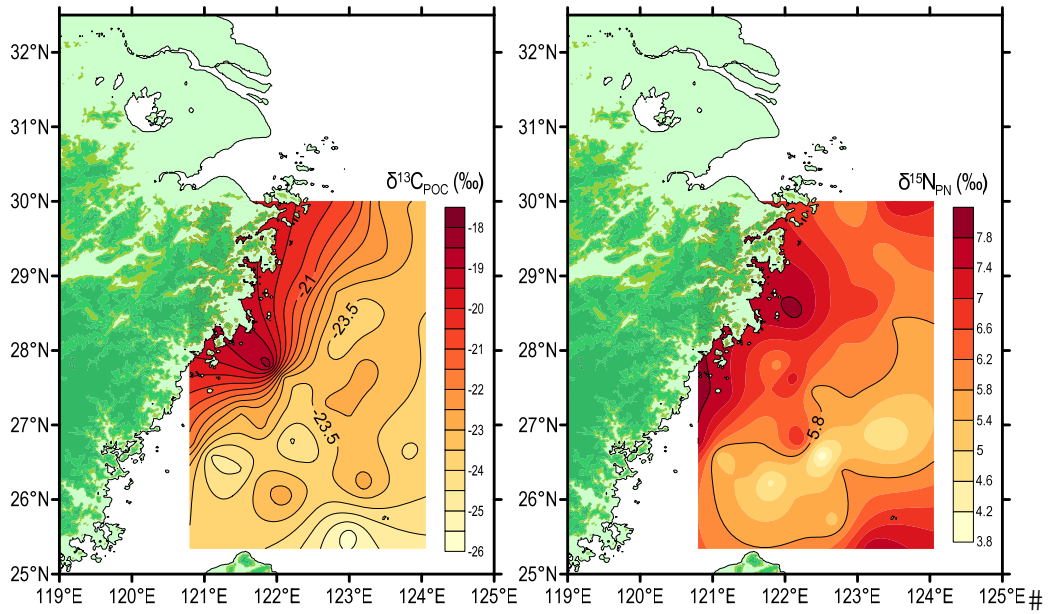 32°N
31°N
30°N
29°N
28°N
27°N
26°N
25°N
119°E
120°E
121°E
122°E
123°E
124°E
125°E
δ¹³C_POC (‰)
-18
-19
-20
-21
-22
-23
-24
-25
-26
-21
-23.5
-23.5
32°N
31°N
30°N
29°N
28°N
27°N
26°N
25°N
119°E
120°E
121°E
122°E
123°E
124°E
125°E
δ¹⁵N_PN (‰)
7.8
7.4
7
6.6
6.2
5.8
5.4
5
4.6
4.2
3.8
5.8
#